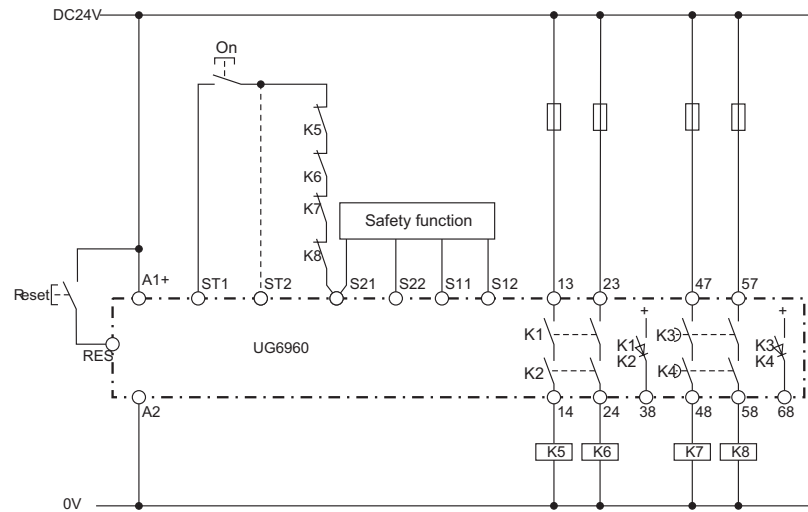 DC24V
On
K5
K6
K7
K8
Safety function
Reset
A1+
ST1
ST2
S21
S22
S11
S12
13
23
47
57
RES
UG6960
K1
K2
K1
K2
K3
K4
K3
K4
+
+
A2
14
24
38
48
58
68
K5
K6
K7
K8
0V